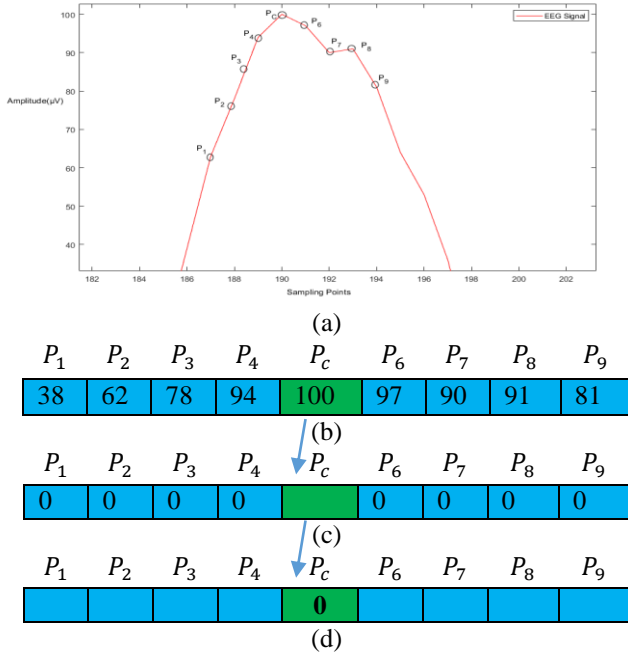 EEG Signal
100
90
80
70
60
50
40
Amplitude(µV)
P1
P2
P3
P4
PC
P6
P7
P8
P9
182 184 186 188 190 192 194 196 198 200 202
Sampling Points
(a)
P1 P2 P3 P4 Pc P6 P7 P8 P9
38 62 78 94 100 97 90 91 81
(b)
P1 P2 P3 P4 Pc P6 P7 P8 P9
0 0 0 0 0 0 0 0
(c)
P1 P2 P3 P4 Pc P6 P7 P8 P9
0
(d)